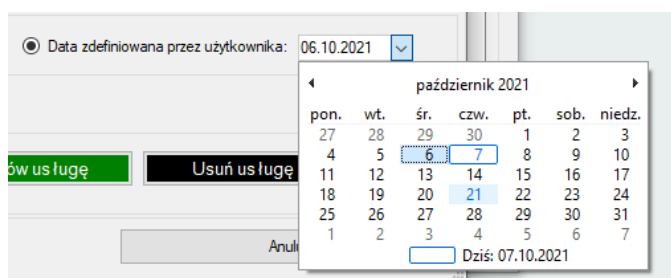 Data zdefiniowana przez użytkownika: 06.10.2021
październik 2021
pon. wt. śr. czw. pt. sob. niedz.
27 28 29 30 1 2 3
4 5 6 7 8 9 10
11 12 13 14 15 16 17
18 19 20 21 22 23 24
25 26 27 28 29 30 31
1 2 3 4 5 6 7
Dziś: 07.10.2021
usługę Usuń usługę